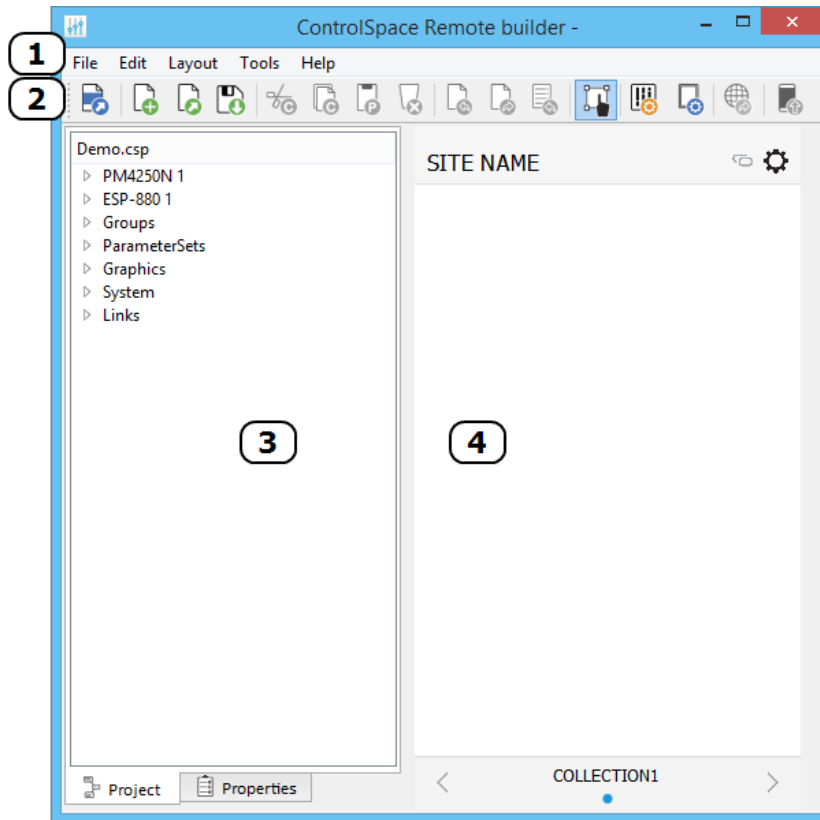 ControlSpace Remote builder -
1
File Edit Layout Tools Help
2
Demo.csp
PM4250N 1
ESP-880 1
Groups
ParameterSets
Graphics
System
Links
SITE NAME
3
4
Project Properties
COLLECTION1